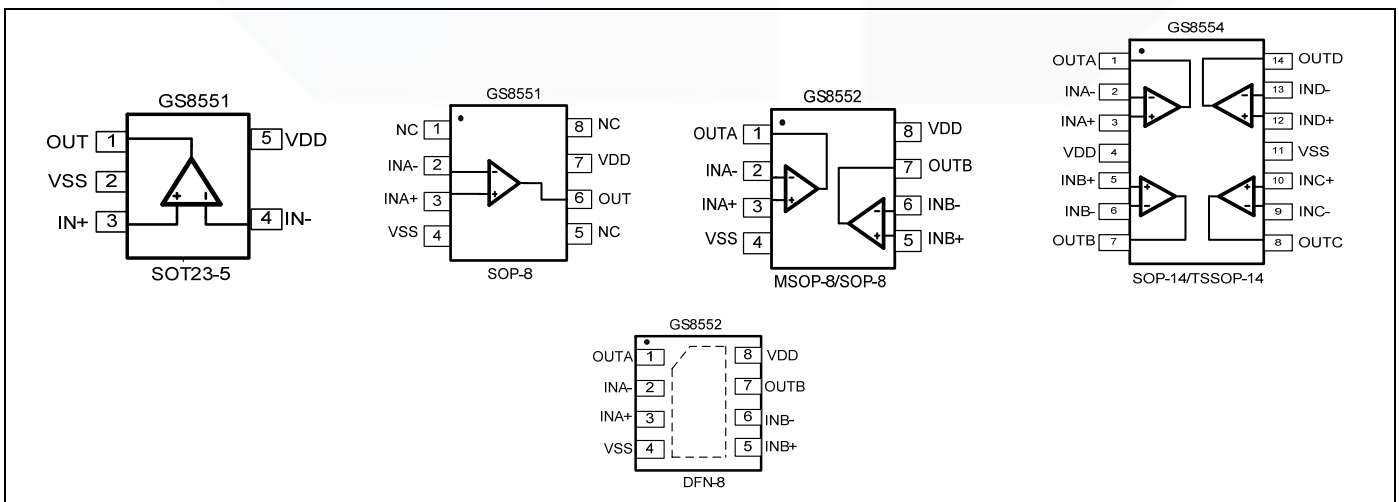 GS8551
OUT 1
VSS 2
IN+ 3
5 VDD
4 IN-
SOT23-5
GS8551
NC 1
INA- 2
INA+ 3
VSS 4
8 NC
7 VDD
6 OUT
5 NC
- +
SOP-8
GS8552
OUTA 1
INA- 2
INA+ 3
VSS 4
8 VDD
7 OUTB
6 INB-
5 INB+
MSOP-8/SOP-8
GS8554
OUTA 1
INA- 2
INA+ 3
VDD 4
INB+ 5
INB- 6
OUTB 7
14 OUTD
13 IND-
12 IND+
11 VSS
10 INC+
9 INC-
8 OUTC
SOP-14/TSSOP-14
GS8552
OUTA 1
INA- 2
INA+ 3
VSS 4
8 VDD
7 OUTB
6 INB-
5 INB+
DFN-8